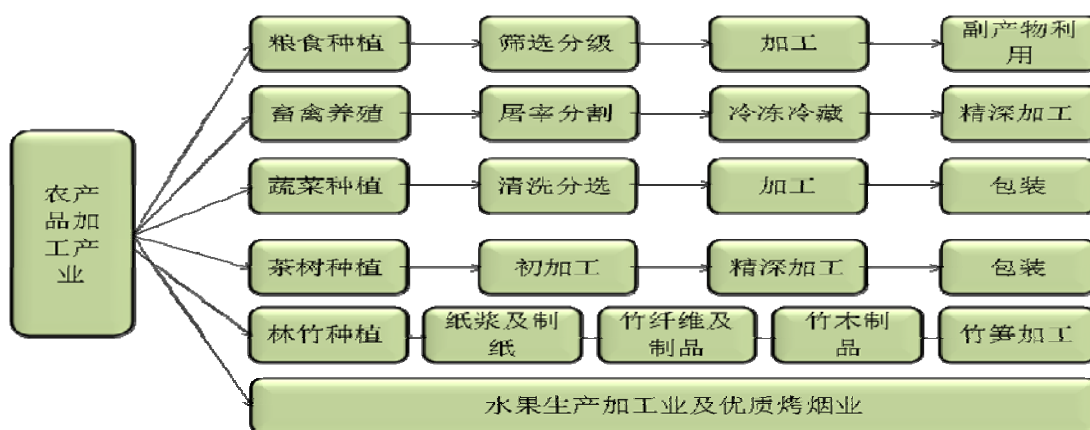 农产
品加
工产
业
粮食种植
筛选分级
加工
副产物利
用
畜禽养殖
屠宰分割
冷冻冷藏
精深加工
蔬菜种植
清洗分选
加工
包装
茶树种植
初加工
精深加工
包装
林竹种植
纸浆及制
纸
竹纤维及
制品
竹木制
品
竹笋加工
水果生产加工业及优质烤烟业